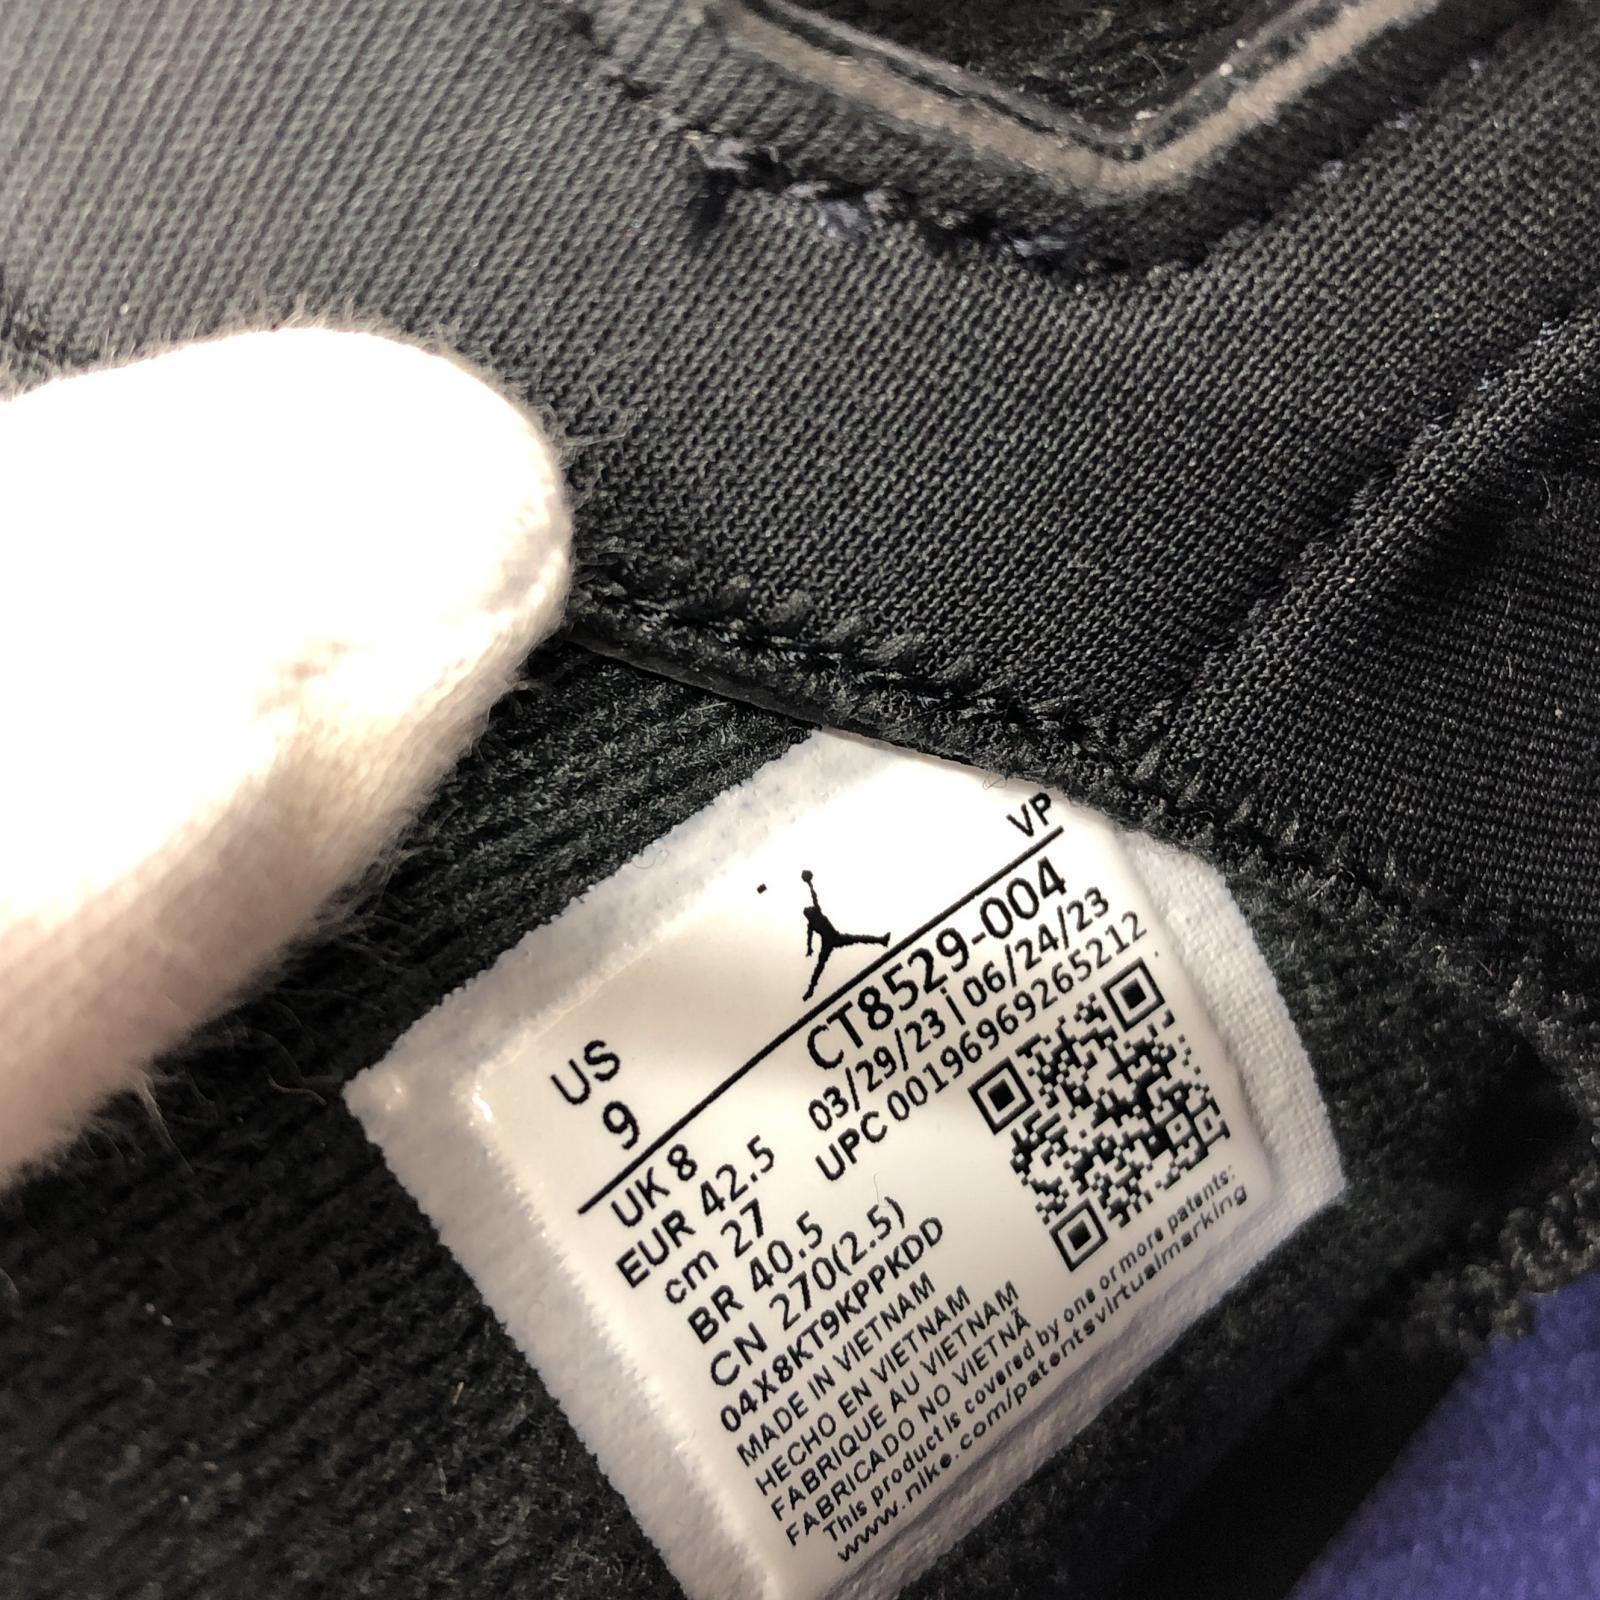 VP
US
9
CT8529-004
03/29/23 | 06/24/23
UPC 00196969265212
UK 8
EUR 42.5
cm 27
BR 40.5
CN 270(2.5)
04X8KT9KPPKDD
MADE IN VIETNAM
HECHO EN VIETNAM
FABRIQUE AU VIETNAM
FABRICADO NO VIETNÃ
This product is covered by one or more patents:
www.nike.com/patentsvirtualmarking